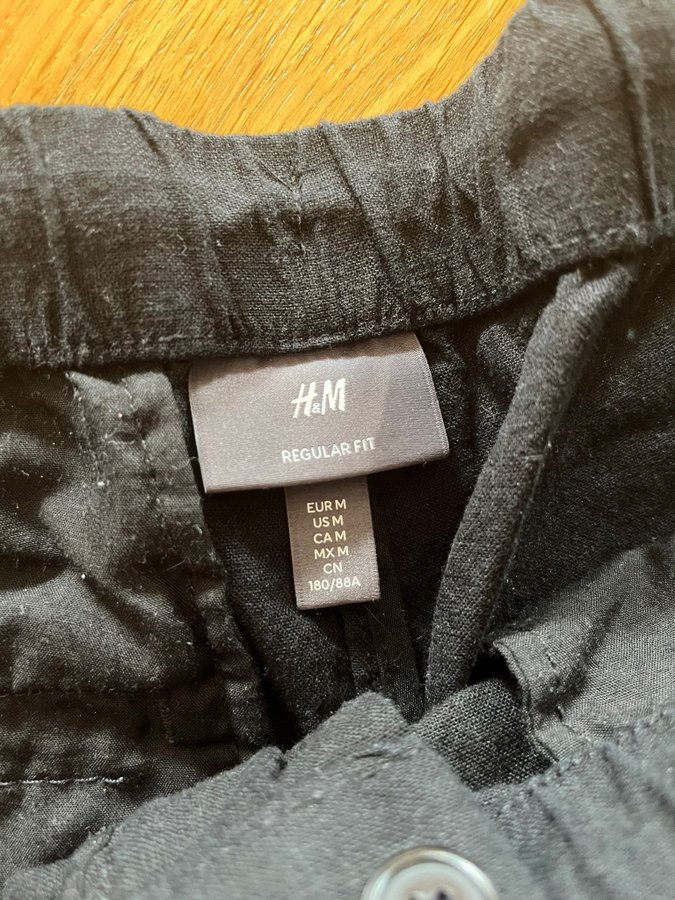 H&M
REGULAR FIT
EUR M
US M
CA M
MX M
CN
180/88A